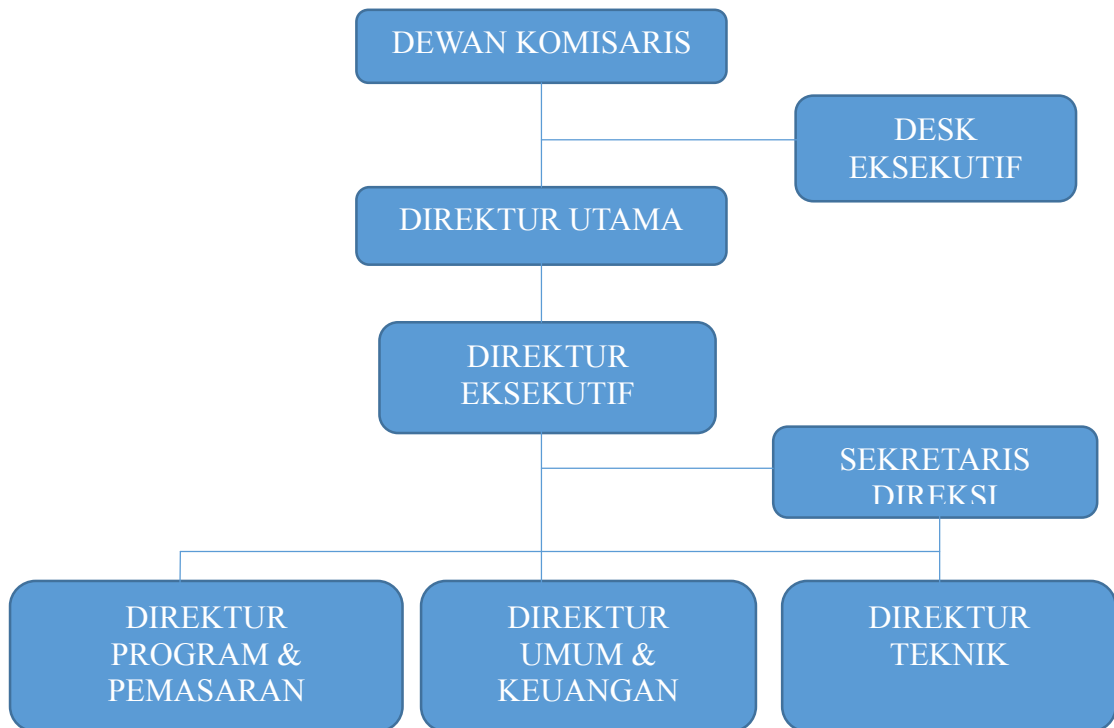 DEWAN KOMISARIS
DESK
EKSEKUTIF
DIREKTUR UTAMA
DIREKTUR
EKSEKUTIF
SEKRETARIS
DIREKSI
DIREKTUR
PROGRAM &
PEMASARAN
DIREKTUR
UMUM &
KEUANGAN
DIREKTUR
TEKNIK